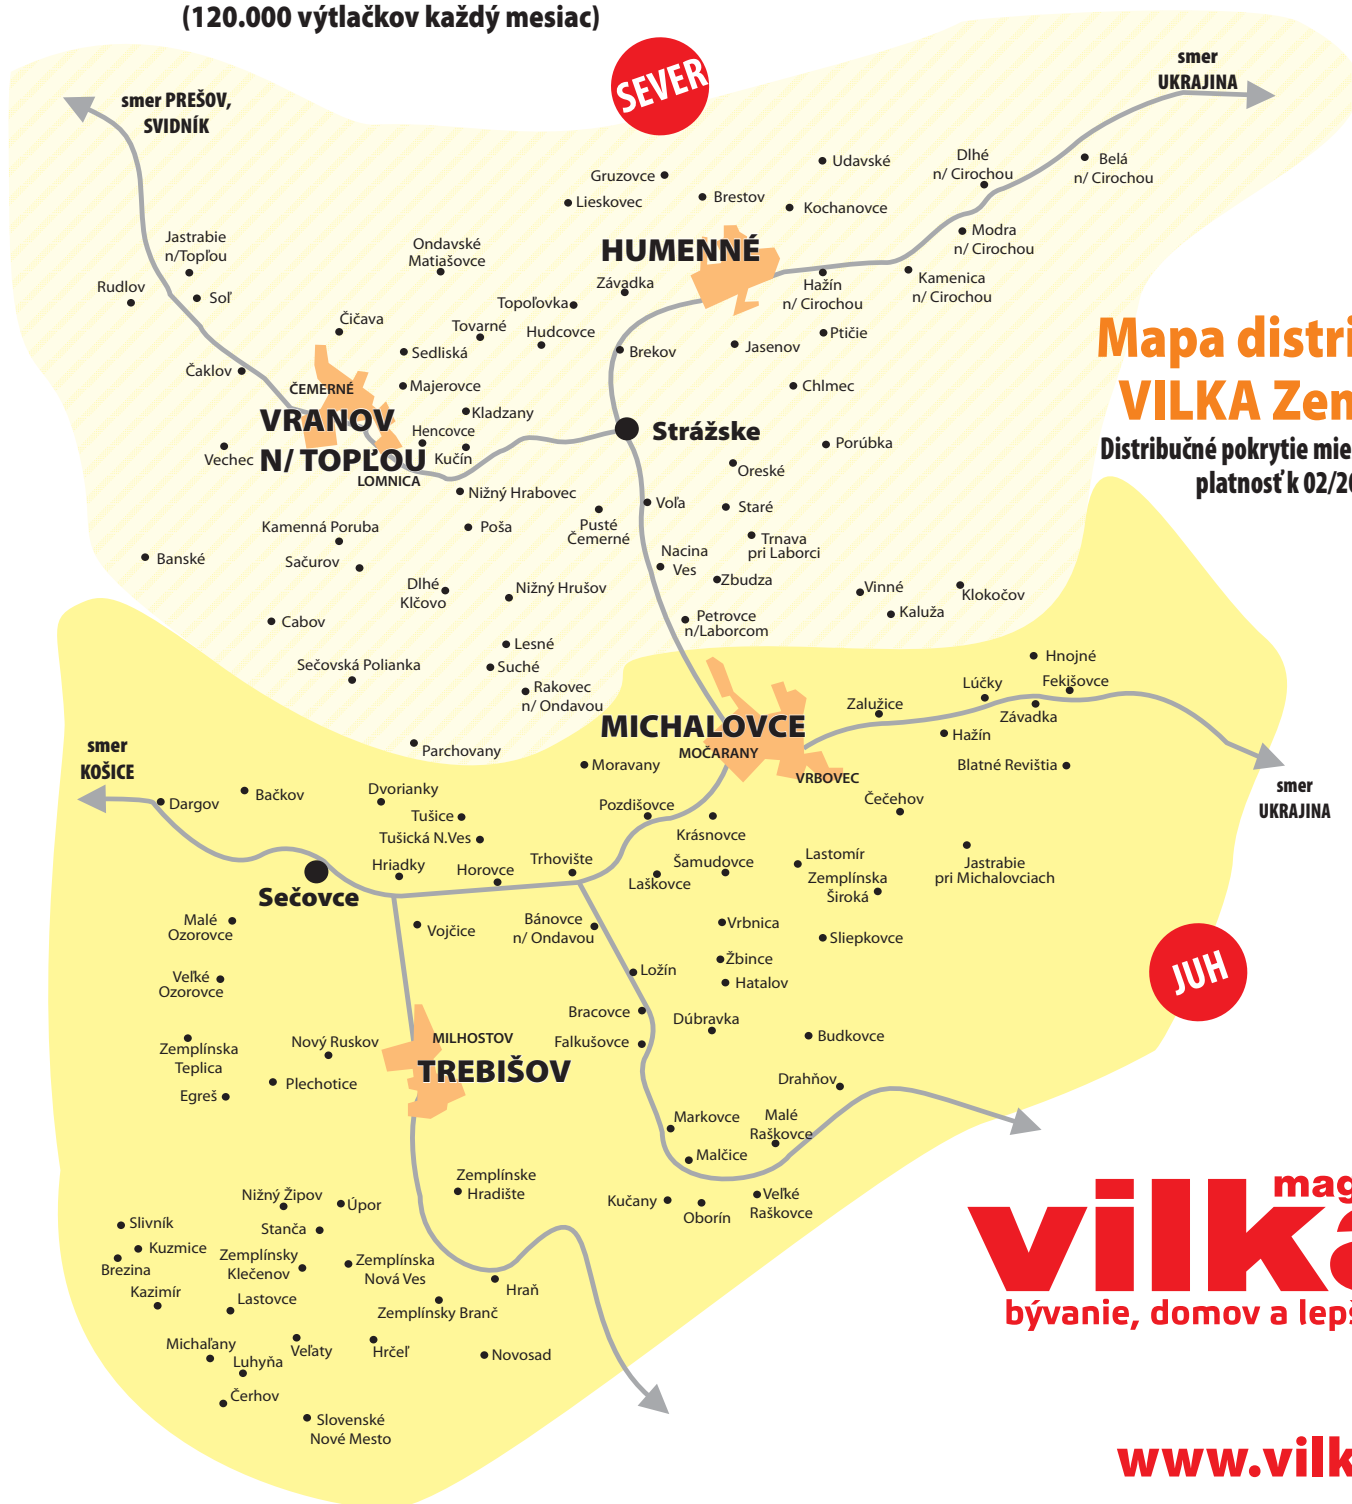 (120.000 výtlačkov každý mesiac)
SEVER
smer
UKRAJINA
smer PREŠOV,
SVIDNÍK
Udavské
Dlhé
n/ Cirochou
Belá
n/ Cirochou
Gruzovce
Lieskovec
Brestov
Kochanovce
Modra
n/ Cirochou
Jastrabie
n/Topľou
Ondavské
Matiašovce
HUMENNÉ
Rudlov
Soľ
Závadka
Hažín
n/ Cirochou
Kamenica
n/ Cirochou
Čičava
Topoľovka
Tovarné
Hudcovce
Ptičie
Sedliská
Brekov
Jasenov
Mapa distri
VILKA Zem
Distribučné pokrytie mie
platnosť k 02/20
Čaklov
ČEMERNÉ
Majerovce
Chlmec
VRANOV
N/ TOPĽOU
LOMNICA
Kladzany
Hencovce
Kučín
Strážske
Porúbka
Vechec
Oreské
Nižný Hrabovec
Voľa
Staré
Kamenná Poruba
Poša
Pusté
Čemerné
Trnava
pri Laborci
Banské
Sačurov
Nacina
Ves
Zbudza
Dlhé
Klčovo
Nižný Hrušov
Vinné
Klokočov
Kaluža
Cabov
Petrovce
n/Laborcom
Lesné
Sečovská Polianka
Suché
Hnojné
Rakovec
n/ Ondavou
Lúčky
Fekišovce
Zalužice
Závadka
MICHALOVCE
MOČARANY
VRBOVEC
Hažín
Parchovany
smer
KOŠICE
Moravany
Blatné Revištia
smer
UKRAJINA
Dargov
Bačkov
Dvorianky
Pozdišovce
Čečehov
Tušice
Krásnovce
Tušická N.Ves
Hriadky
Horovce
Trhovište
Šamudovce
Lastomír
Jastrabie
pri Michalovciach
Laškovce
Zemplínska
Široká
Sečovce
Malé
Ozorovce
Vojčice
Bánovce
n/ Ondavou
Vrbnica
Sliepkovce
JUH
Veľké
Ozorovce
Ložín
Žbince
Hatalov
Bracovce
Dúbravka
Zemplínska
Teplica
Nový Ruskov
MILHOSTOV
Falkušovce
Budkovce
TREBIŠOV
Plechotice
Drahňov
Egreš
Markovce
Malé
Raškovce
Malčice
Zemplínske
Hradište
Nižný Žipov
Úpor
Kučany
Oborín
Veľké
Raškovce
mag
vilka
bývanie, domov a lepš
Slivník
Stanča
Kuzmice
Brezina
Zemplínsky
Klečenov
Zemplínska
Nová Ves
Kazimír
Lastovce
Hraň
Zemplínsky Branč
Michaľany
Veľaty
Hrčeľ
Novosad
Luhyňa
Čerhov
Slovenské
Nové Mesto
www.vilk